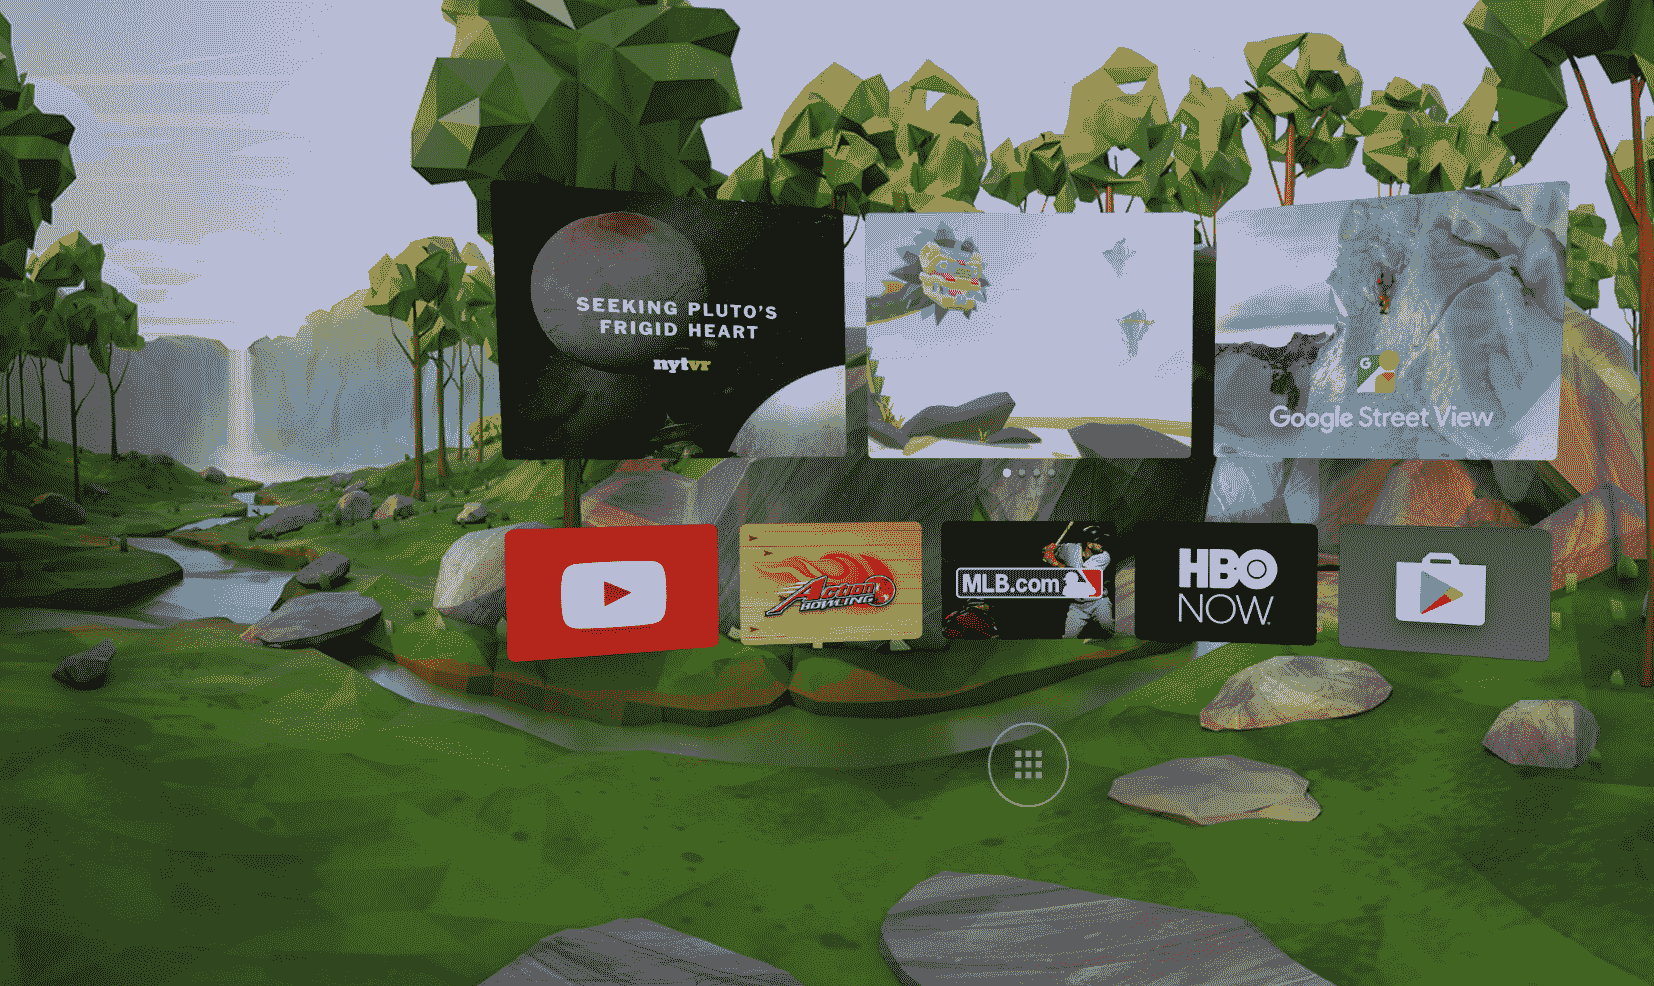 SEEKING PLUTO'S
FRIGID HEART
nytvr
G
Google Street View
ACTION
BOWLING
MLB.com
HBO
NOW.